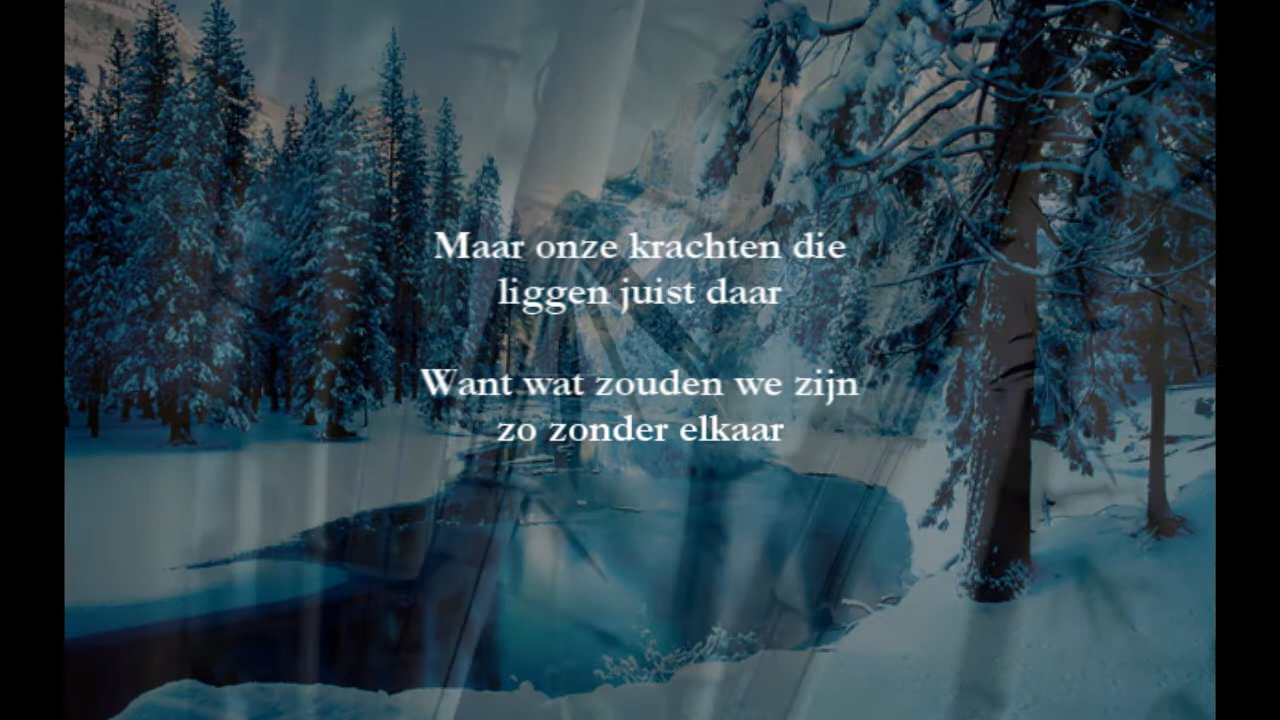 Maar onze krachten die
liggen juist daar
Want wat zouden we zijn
zo zonder elkaar